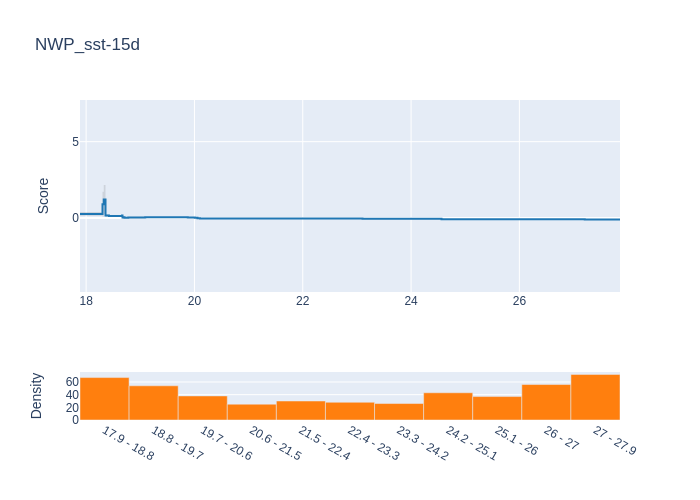 NWP_sst-15d
Score
5
0
18 20 22 24 26
Density
60
40
20
0
17.9 - 18.8
18.8 - 19.7
19.7 - 20.6
20.6 - 21.5
21.5 - 22.4
22.4 - 23.3
23.3 - 24.2
24.2 - 25.1
25.1 - 26
26 - 27
27 - 27.9